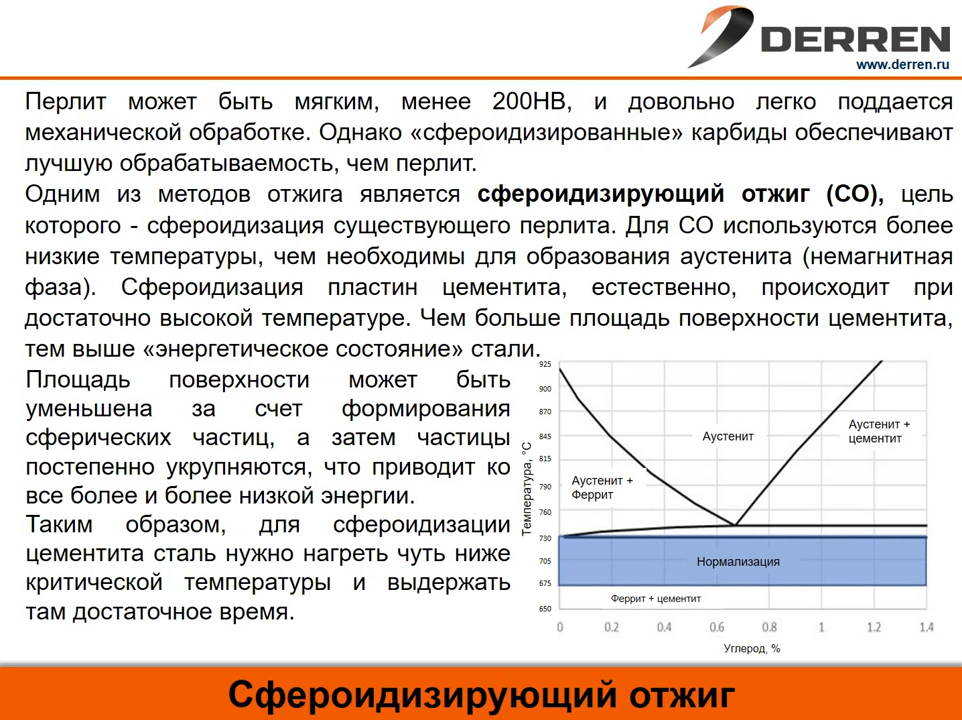 DERREN
www.derren.ru
Перлит может быть мягким, менее 200НВ, и довольно легко поддается
механической обработке. Однако «сфероидизированные» карбиды обеспечивают
лучшую обрабатываемость, чем перлит.
Одним из методов отжига является сфероидизирующий отжиг (СО), цель
которого - сфероидизация существующего перлита. Для СО используются более
низкие температуры, чем необходимы для образования аустенита (немагнитная
фаза). Сфероидизация пластин цементита, естественно, происходит при
достаточно высокой температуре. Чем больше площадь поверхности цементита,
тем выше «энергетическое состояние» стали.
Площадь поверхности может быть
уменьшена за счет формирования
сферических частиц, а затем частицы
постепенно укрупняются, что приводит ко
все более и более низкой энергии.
Таким образом, для сфероидизации
цементита сталь нужно нагреть чуть ниже
критической температуры и выдержать
там достаточное время.
Температура, °С
925
900
870
845
815
790
760
730
705
675
650
Аустенит +
цементит
Аустенит
Аустенит +
Феррит
Нормализация
Феррит + цементит
0 0.2 0.4 0.6 0.8 1 1.2 1.4
Углерод, %
Сфероидизирующий отжиг